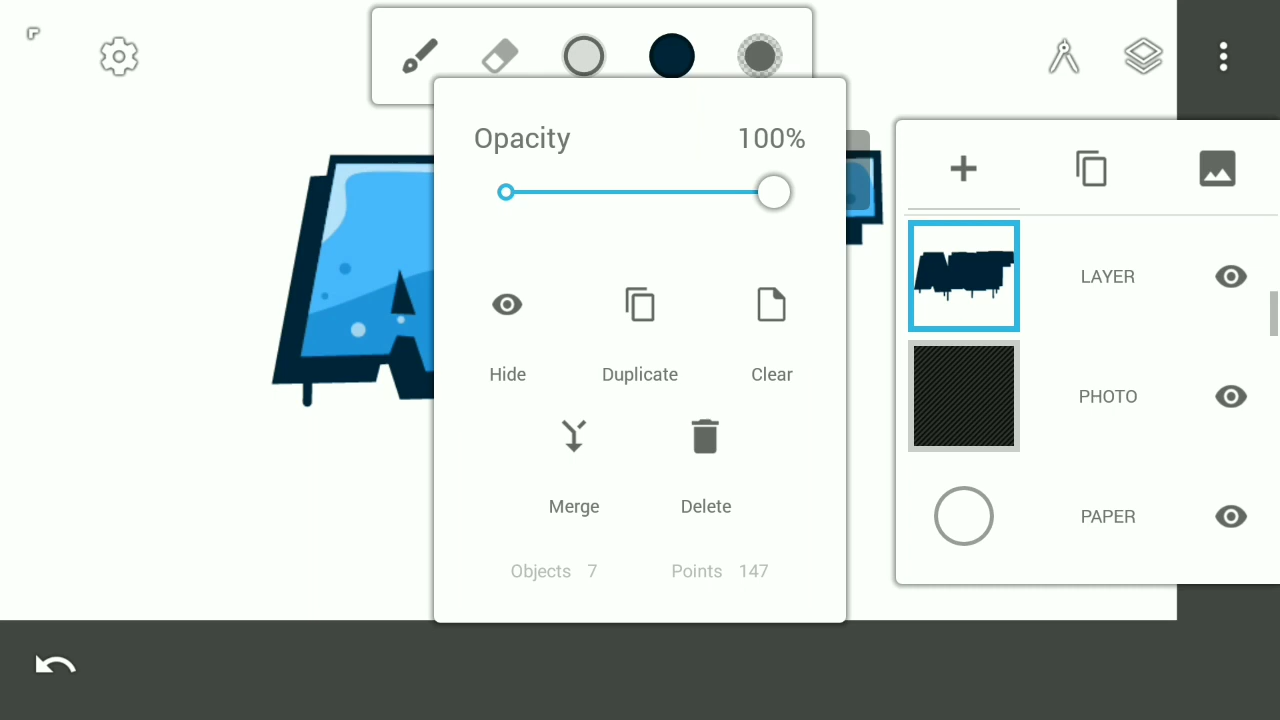 Opacity 100%
Hide Duplicate Clear
Merge Delete
Objects 7 Points 147
LAYER
PHOTO
PAPER